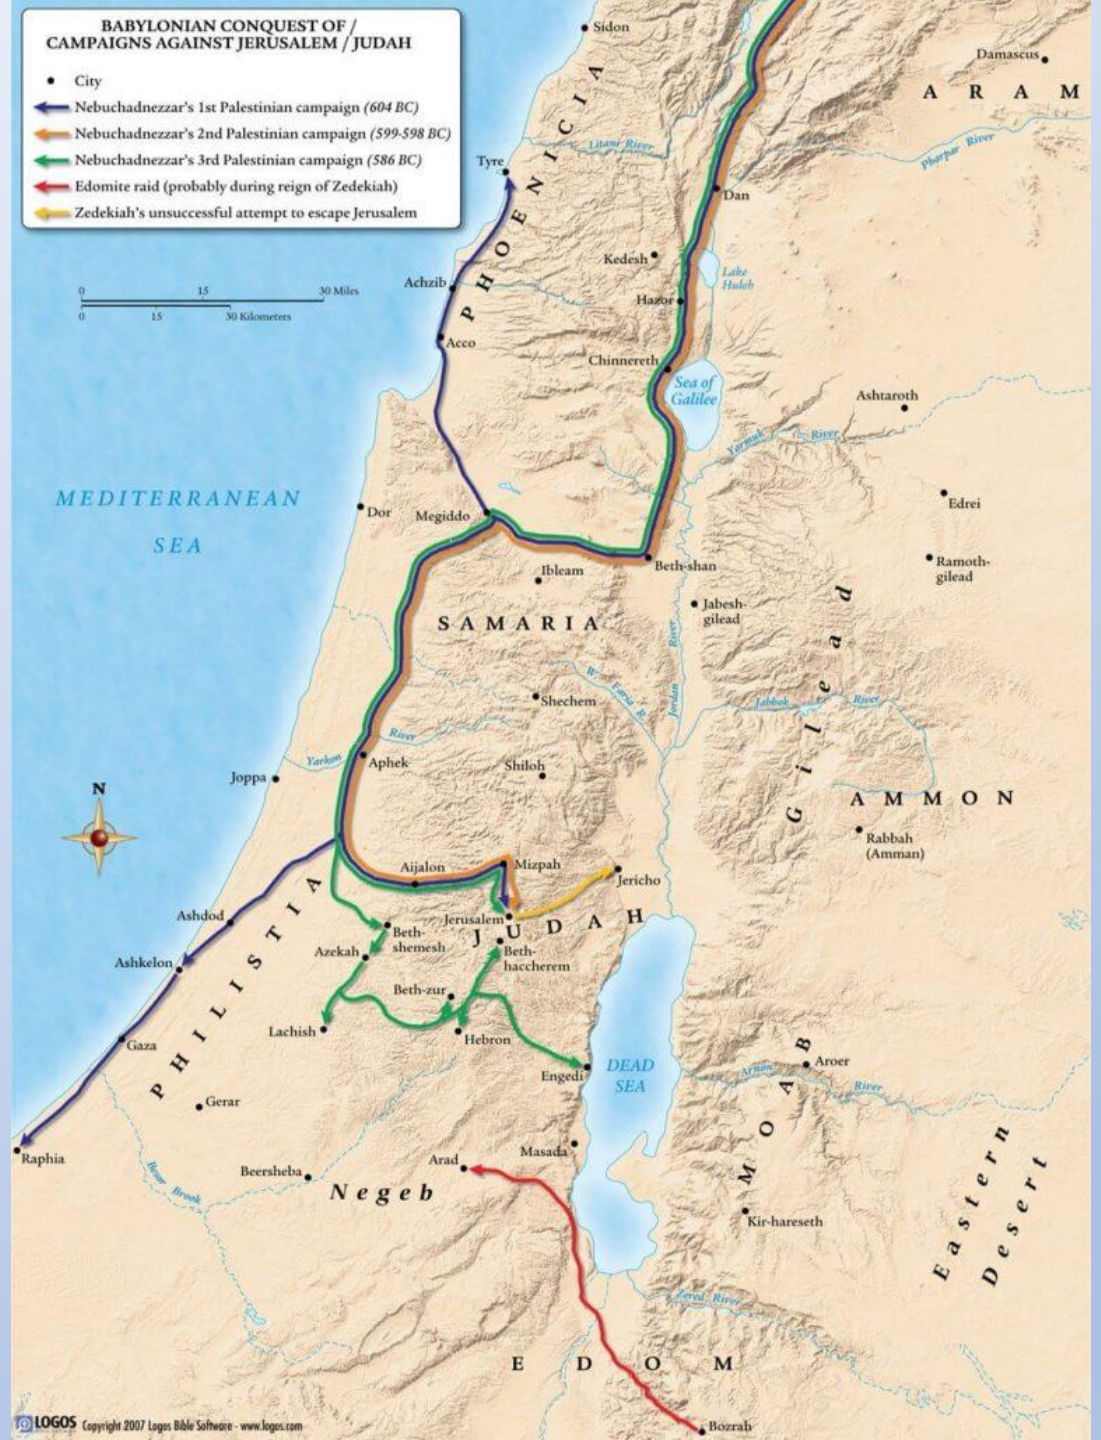 BABYLONIAN CONQUEST OF /
CAMPAIGNS AGAINST JERUSALEM / JUDAH
City
Nebuchadnezzar's 1st Palestinian campaign (604 BC)
Nebuchadnezzar's 2nd Palestinian campaign (599-598 BC)
Nebuchadnezzar's 3rd Palestinian campaign (586 BC)
Edomite raid (probably during reign of Zedekiah)
Zedekiah's unsuccessful attempt to escape Jerusalem
0 15 30 Miles
0 15 30 Kilometers
Sidon
Damascus
ARAM
PHOENICIA
Litani River
Pharpar River
Tyre
Dan
Kedesh
Lake
Huleh
Achzib
Hazor
Acco
Chinnereth
Sea of
Galilee
Ashtaroth
Yarmuk River
MEDITERRANEAN
SEA
Dor
Megiddo
Edrei
Beth-shan
Ramoth-
gilead
Ibleam
Jabesh-
gilead
SAMARIA
Gilead
Jordan River
W. Faria R.
Shechem
Jabbok River
Yarkon River
Aphek
Joppa
Shiloh
N
AMMON
Rabbah
(Amman)
Aijalon
Mizpah
Jericho
Ashdod
Jerusalem
JUDAH
Beth-
shemesh
Azekah
Beth-
haccherem
Ashkelon
PHILISTIA
Beth-zur
Lachish
Hebron
Gaza
Engedi
DEAD
SEA
MOAB
Aroer
Arnon River
Gerar
Raphia
Masada
Arad
Beersheba
Negeb
Besor Brook
Kir-hareseth
Eastern
Desert
Zered River
EDOM
Bozrah
LOGOS Copyright 2007 Logos Bible Software - www.logos.com